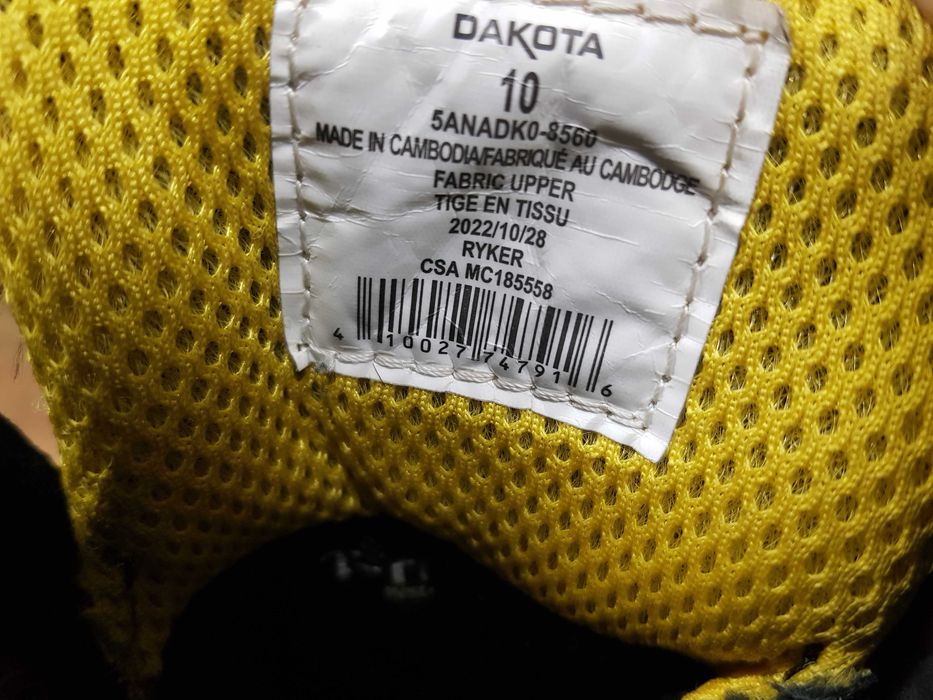 DAKOTA
10
5ANADK0-8560
MADE IN CAMBODIA/FABRIQUÉ AU CAMBODGE
FABRIC UPPER
TIGE EN TISSU
2022/10/28
RYKER
CSA MC185558
4 10027 74791 6